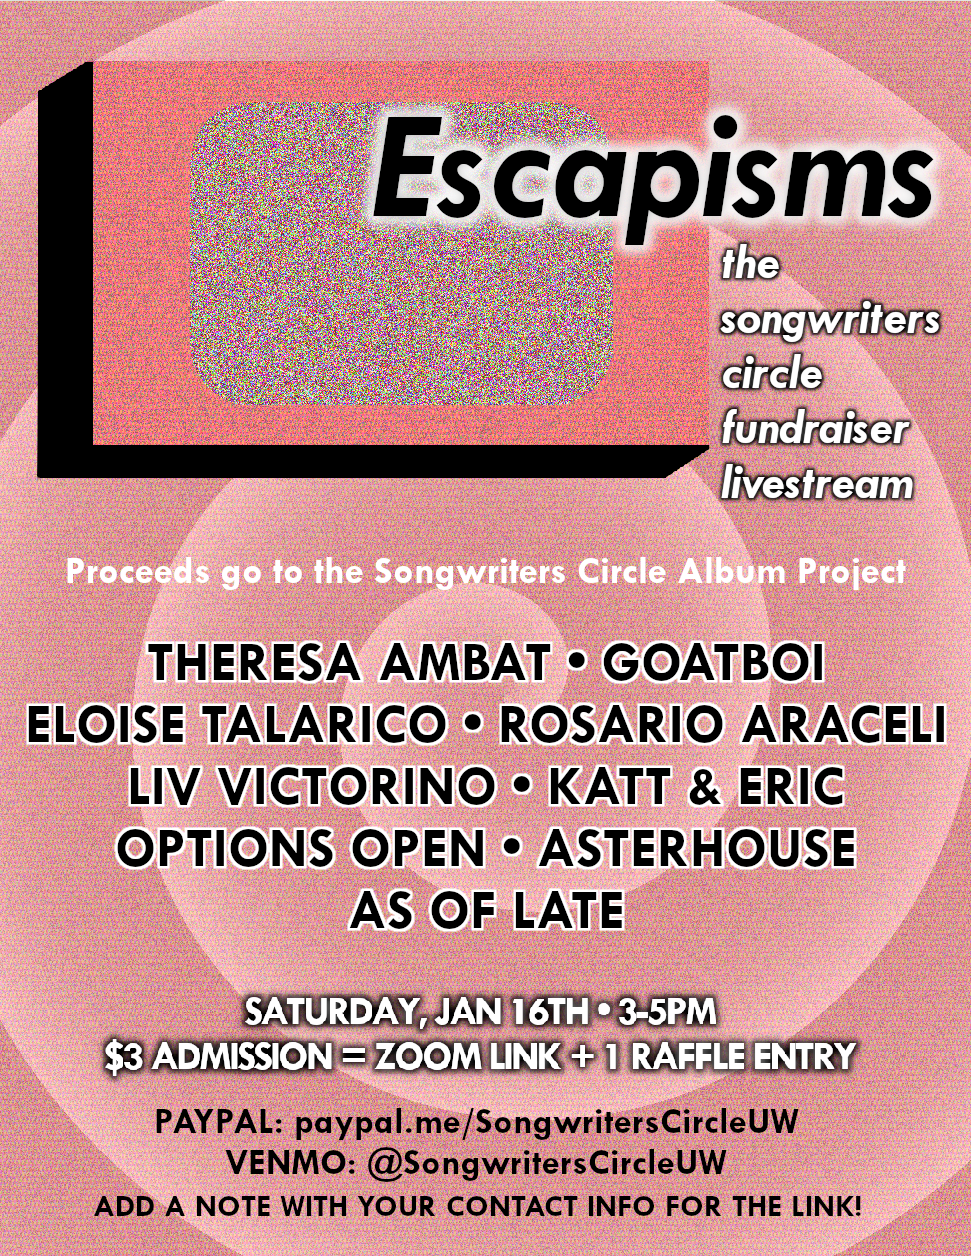 Escapisms
the
songwriters
circle
fundraiser
livestream
Proceeds go to the Songwriters Circle Album Project
THERESA AMBAT • GOATBOI
ELOISE TALARICO • ROSARIO ARACELI
LIV VICTORINO • KATT & ERIC
OPTIONS OPEN • ASTERHOUSE
AS OF LATE
SATURDAY, JAN 16TH • 3-5PM
$3 ADMISSION = ZOOM LINK + 1 RAFFLE ENTRY
PAYPAL: paypal.me/SongwritersCircleUW
VENMO: @SongwritersCircleUW
ADD A NOTE WITH YOUR CONTACT INFO FOR THE LINK!